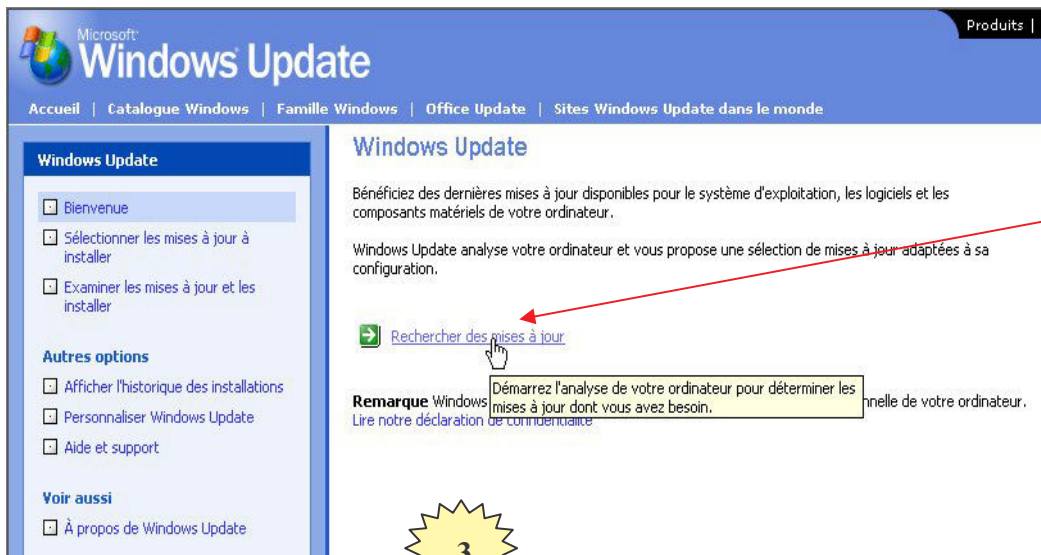 Produits |
Microsoft
Windows Update
Accueil | Catalogue Windows | Famille Windows | Office Update | Sites Windows Update dans le monde
Windows Update
Bienvenue
Sélectionner les mises à jour à
installer
Examiner les mises à jour et les
installer
Autres options
Afficher l'historique des installations
Personnaliser Windows Update
Aide et support
Voir aussi
À propos de Windows Update
Windows Update
Bénéficiez des dernières mises à jour disponibles pour le système d'exploitation, les logiciels et les
composants matériels de votre ordinateur.
Windows Update analyse votre ordinateur et vous propose une sélection de mises à jour adaptées à sa
configuration.
Rechercher des mises à jour
Démarrez l'analyse de votre ordinateur pour déterminer les
mises à jour dont vous avez besoin.
Remarque Windows nnelle de votre ordinateur.
Lire notre déclaration de confidentialité
3